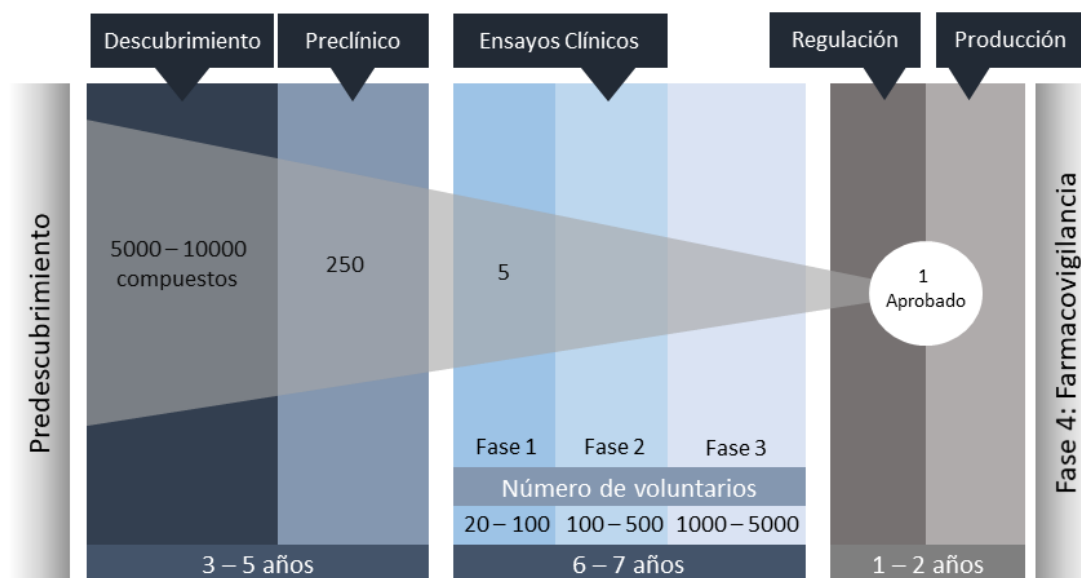 Descubrimiento
Preclínico
Ensayos Clínicos
Regulación
Producción
Predescubrimiento
5000 – 10000
compuestos
250
5
1
Aprobado
Fase 4: Farmacovigilancia
Fase 1
Fase 2
Fase 3
Número de voluntarios
20 – 100
100 – 500
1000 – 5000
3 – 5 años
6 – 7 años
1 – 2 años